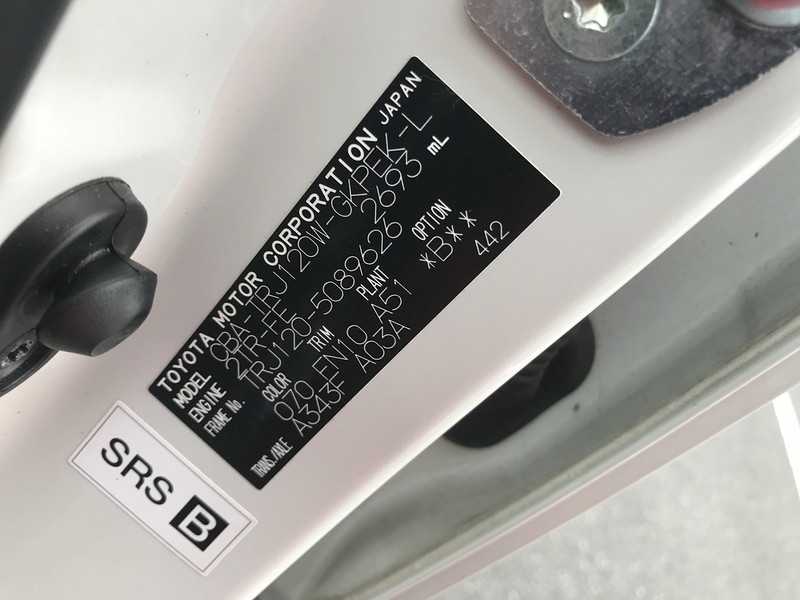 TOYOTA MOTOR CORPORATION JAPAN
MODEL CBA-TRJ120W-GKPEK-L
ENGINE 2TR-FE 2693 mL
FRAME No. TRJ120-5089626
COLOR TRIM PLANT OPTION
070 EN10 A51 *B**
TRANS./AXLE A343F A03A 442
SRS B